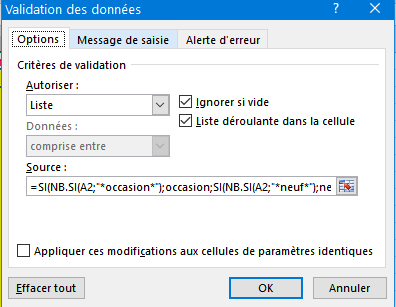 Validation des données
?
Options
Message de saisie
Alerte d'erreur
Critères de validation
Autoriser :
Liste
Ignorer si vide
Liste déroulante dans la cellule
Données :
comprise entre
Source :
=SI(NB.SI(A2;"*occasion*");occasion;SI(NB.SI(A2;"*neuf*");ne
Appliquer ces modifications aux cellules de paramètres identiques
Effacer tout
OK
Annuler